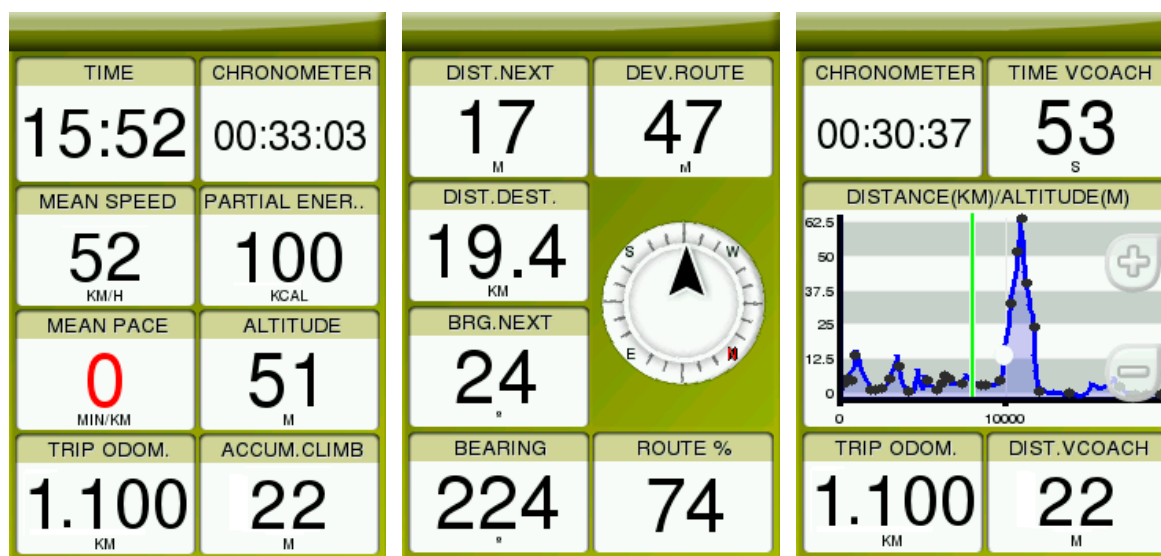 TIME CHRONOMETER
15:52 00:33:03
MEAN SPEED PARTIAL ENER..
52 100
KM/H KCAL
MEAN PACE ALTITUDE
0 51
MIN/KM M
TRIP ODOM. ACCUM.CLIMB
1.100 22
KM M
DIST.NEXT DEV.ROUTE
17 47
M M
DIST.DEST.
19.4
KM
S W
E N
BRG.NEXT
24
º
BEARING ROUTE %
224 74
º
CHRONOMETER TIME VCOACH
00:30:37 53
S
DISTANCE(KM)/ALTITUDE(M)
62.5
50
37.5
25
12.5
0
0 10000
TRIP ODOM. DIST.VCOACH
1.100 22
KM M